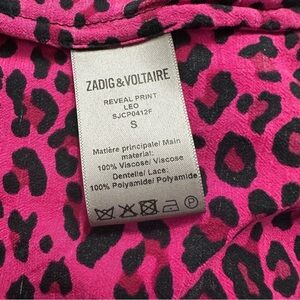 ZADIG & VOLTAIRE
REVEAL PRINT
LEO
SJCP0412F
S
Matière principale/ Main
material:
100% Viscose/ Viscose
Dentelle/ Lace:
100% Polyamide/ Polyamide
P